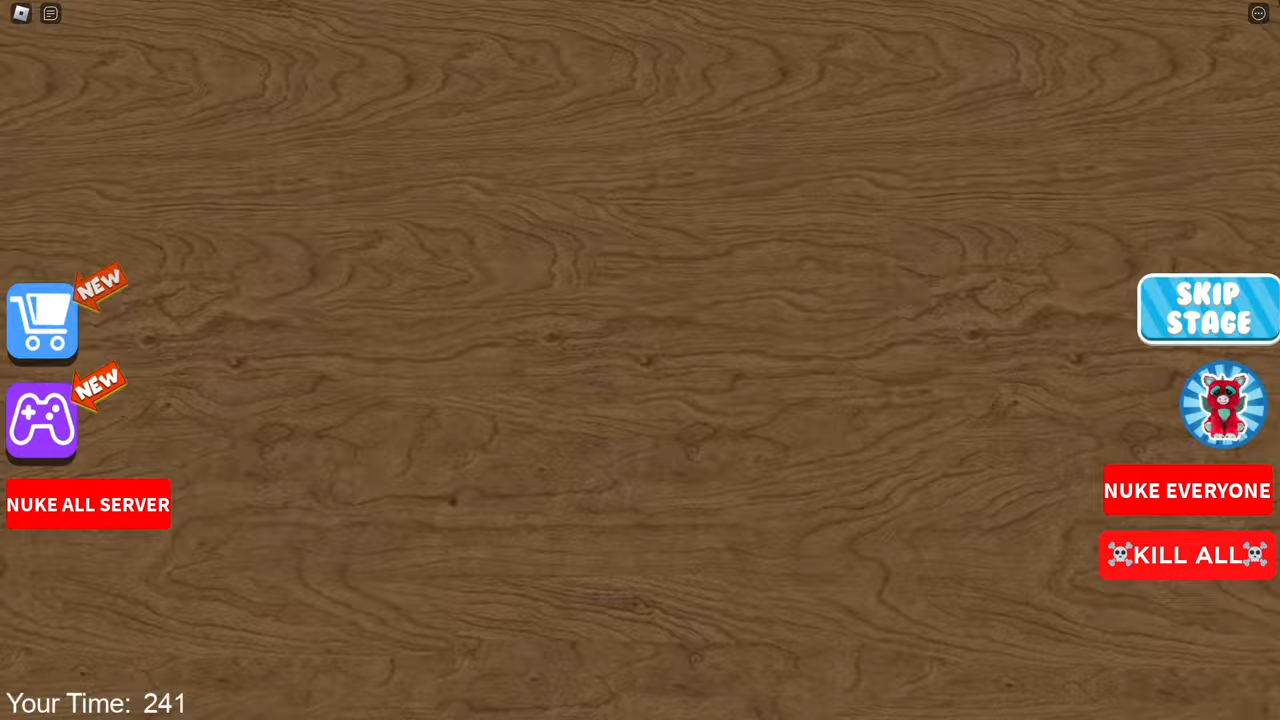 NEW
NEW
NUKE ALL SERVER
SKIP
STAGE
NUKE EVERYONE
☠KILL ALL☠
Your Time: 241